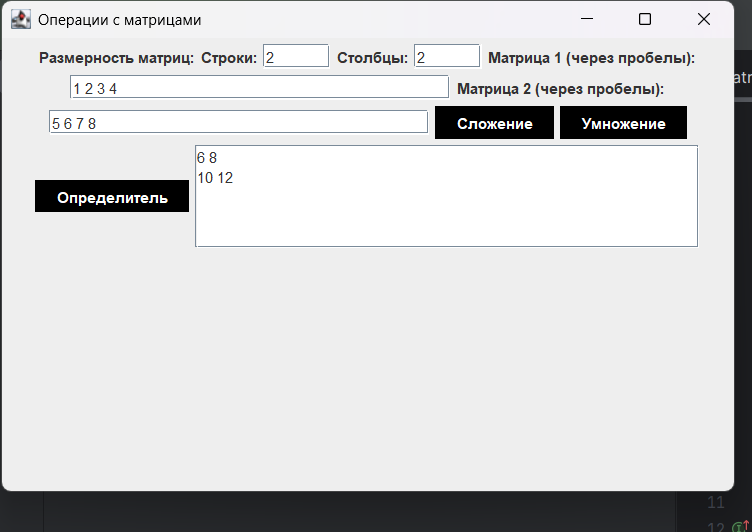 Операции с матрицами
Размерность матриц: Строки: 2 Столбцы: 2 Матрица 1 (через пробелы):
1 2 3 4 Матрица 2 (через пробелы):
5 6 7 8 Сложение Умножение
6 8
10 12
Определитель
atr
11
12